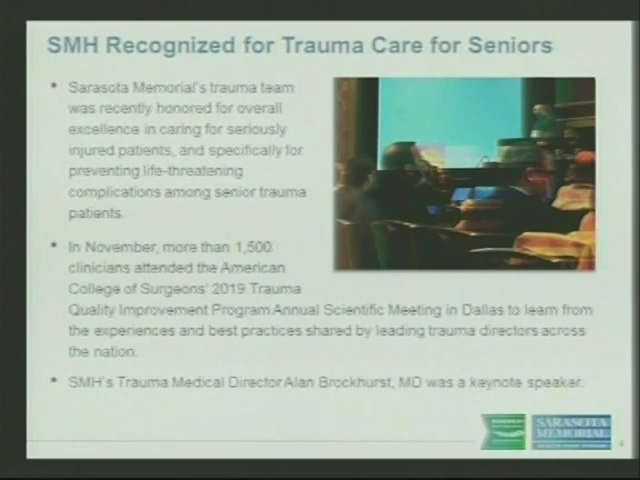 SMH Recognized for Trauma Care for Seniors
• Sarasota Memorial's trauma team
was recently honored for overall
excellence in caring for seriously
injured patients, and specifically for
preventing life-threatening
complications among senior trauma
patients.
• In November, more than 1,500
clinicians attended the American
College of Surgeons' 2019 Trauma
Quality Improvement Program Annual Scientific Meeting in Dallas to learn from
the experiences and best practices shared by leading trauma directors across
the nation.
• SMH's Trauma Medical Director Alan Brockhurst, MD was a keynote speaker.
SARASOTA
MEMORIAL
4